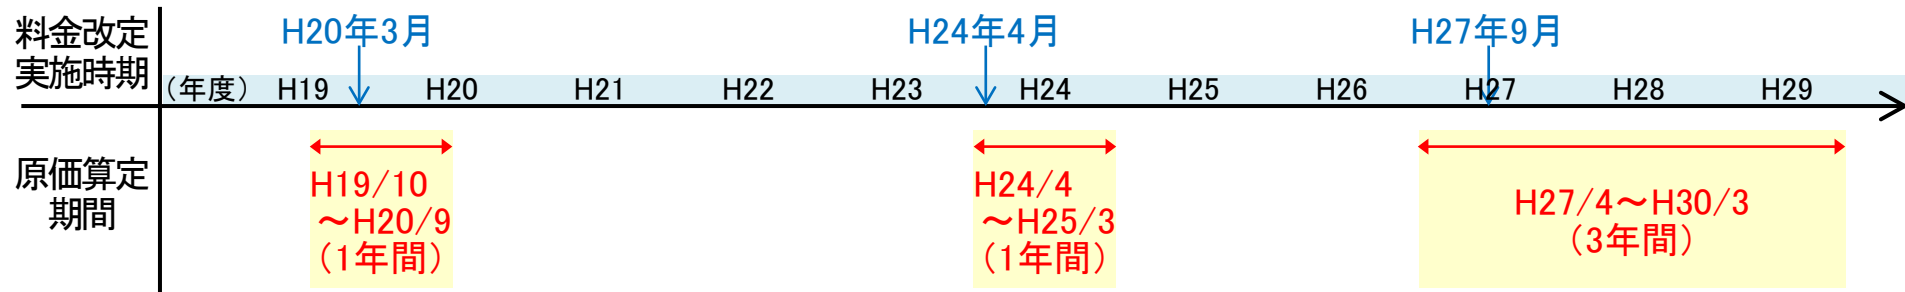 料金改定
実施時期
H20年3月
H24年4月
H27年9月
（年度） H19 H20 H21 H22 H23 H24 H25 H26 H27 H28 H29
原価算定
期間
H19/10
～H20/9
（1年間）
H24/4
～H25/3
（1年間）
H27/4～H30/3
（3年間）